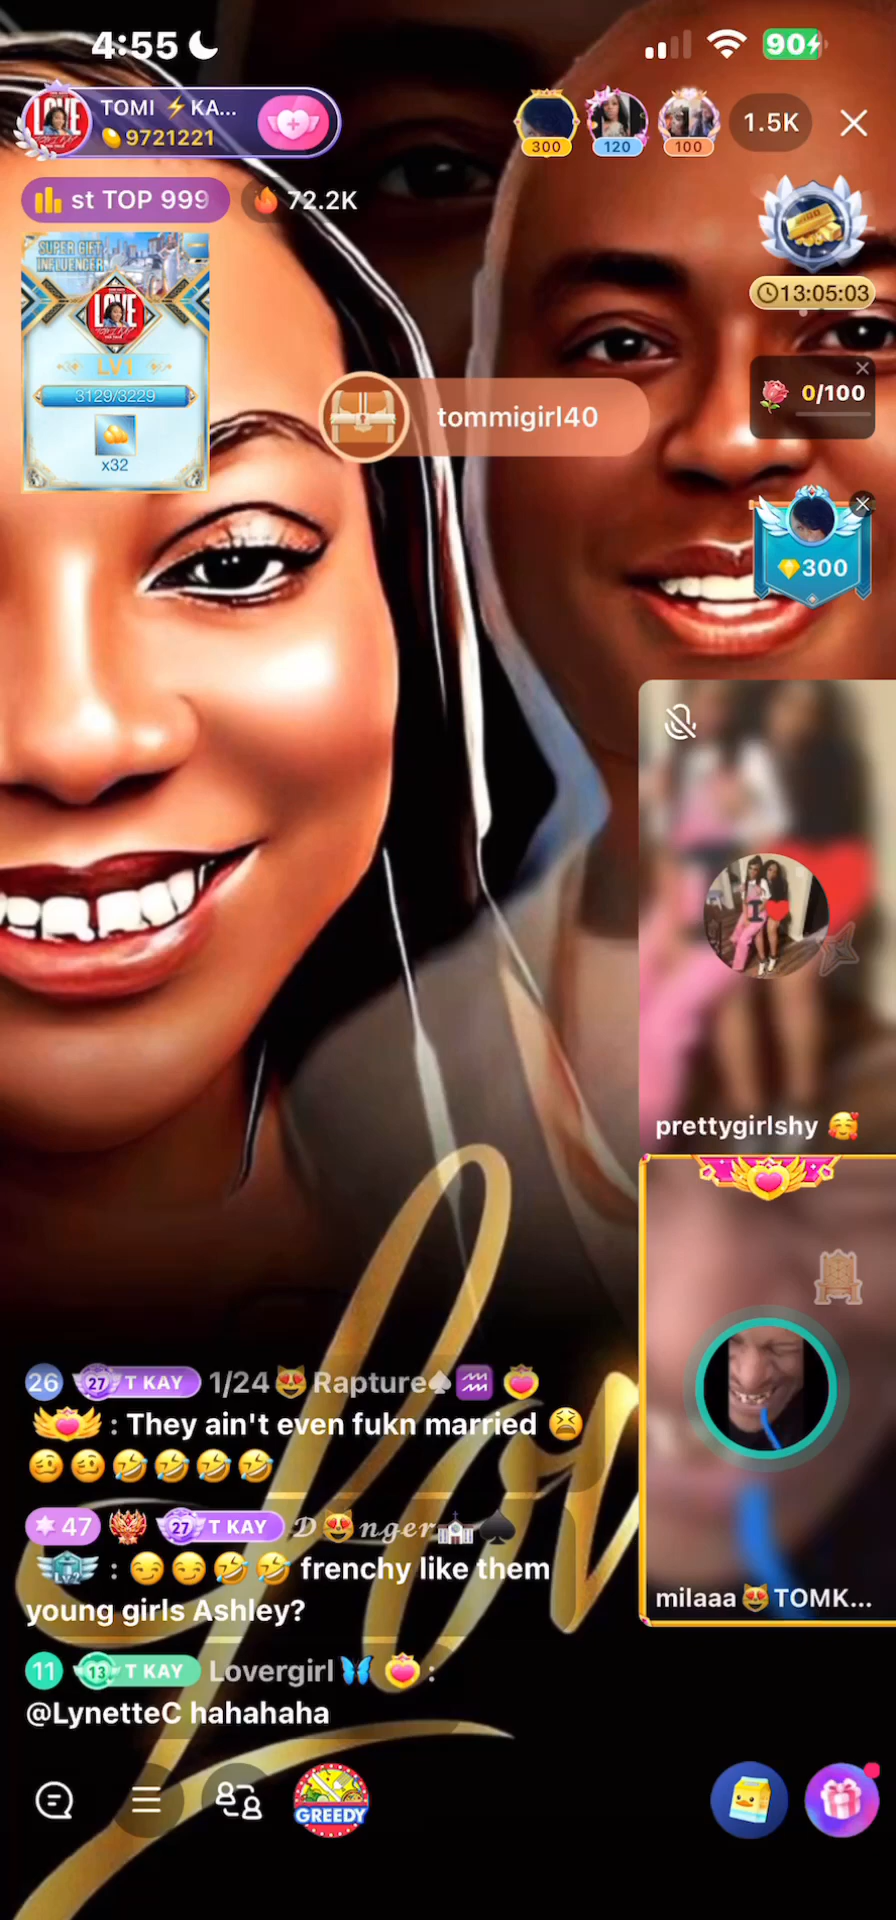 4:55
90
TOMI ⚡KA...
9721221
300
120
100
1.5K
st TOP 999
72.2K
SUPER GIFT
INFLUENCER
LOVE
LV1
3129/3229
x32
13:05:03
0/100
tommigirl40
300
I
prettygirlshy 🥰
26 27 T KAY 1/24😻Rapture♠️♒
: They ain't even fukn married 😫
🥴🥴🤣🤣🤣🤣
47 27 T KAY 𝓓😻𝓷𝓰𝓮𝓻💒♠️
Lv2 : 😏😏🤣🤣 frenchy like them
young girls Ashley?
milaaa😻TOMK...
11 13 T KAY Lovergirl🦋 :
@LynetteC hahahaha
GREEDY